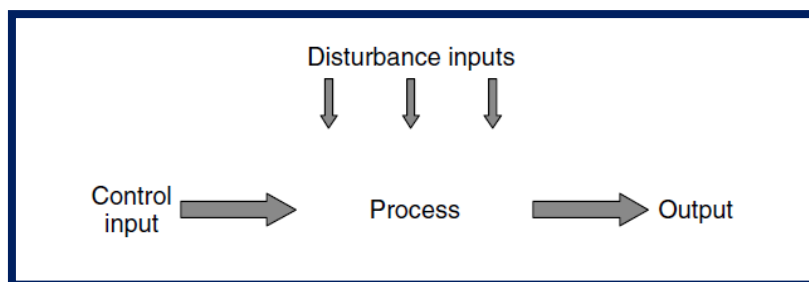 Disturbance inputs
Control
input
Process
Output